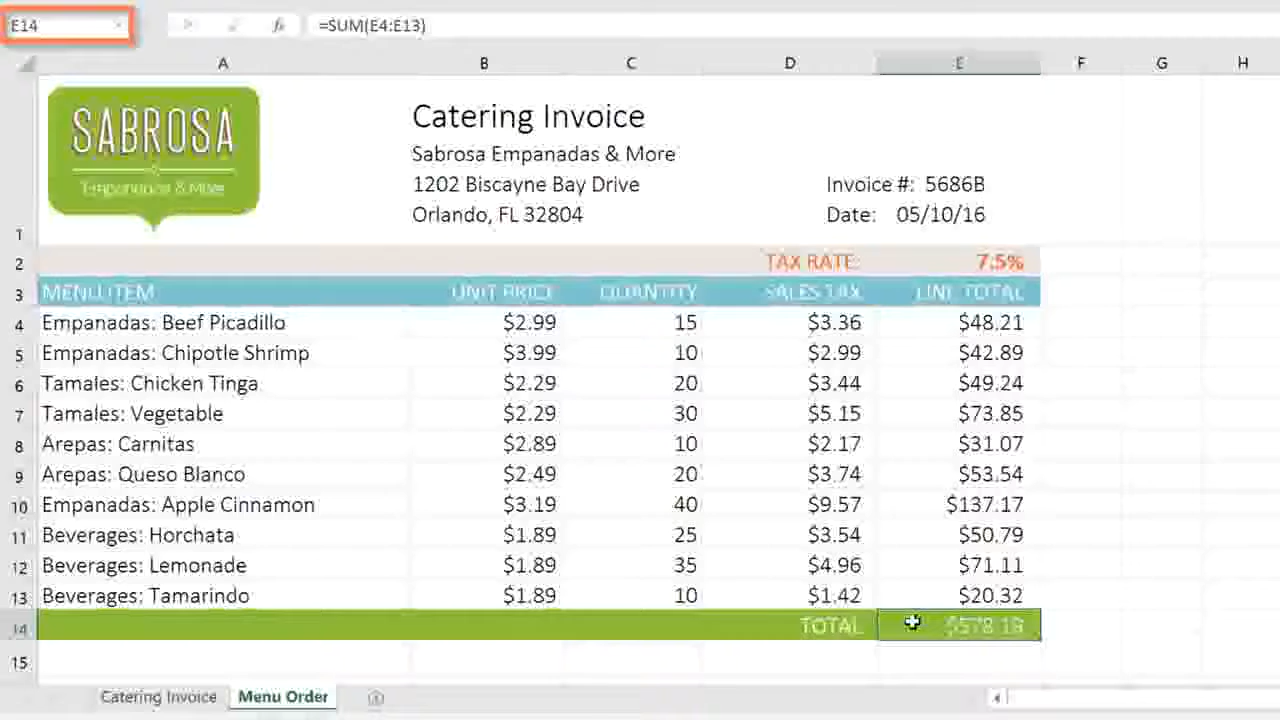 E14 fx =SUM(E4:E13)
A B C D E F G H
SABROSA
Empanadas & More
Catering Invoice
Sabrosa Empanadas & More
1202 Biscayne Bay Drive Invoice #: 5686B
Orlando, FL 32804 Date: 05/10/16
1
2 TAX RATE: 7.5%
3 MENU ITEM UNIT PRICE QUANTITY SALES TAX LINE TOTAL
4 Empanadas: Beef Picadillo $2.99 15 $3.36 $48.21
5 Empanadas: Chipotle Shrimp $3.99 10 $2.99 $42.89
6 Tamales: Chicken Tinga $2.29 20 $3.44 $49.24
7 Tamales: Vegetable $2.29 30 $5.15 $73.85
8 Arepas: Carnitas $2.89 10 $2.17 $31.07
9 Arepas: Queso Blanco $2.49 20 $3.74 $53.54
10 Empanadas: Apple Cinnamon $3.19 40 $9.57 $137.17
11 Beverages: Horchata $1.89 25 $3.54 $50.79
12 Beverages: Lemonade $1.89 35 $4.96 $71.11
13 Beverages: Tamarindo $1.89 10 $1.42 $20.32
14 TOTAL $578.19
15
Catering Invoice Menu Order